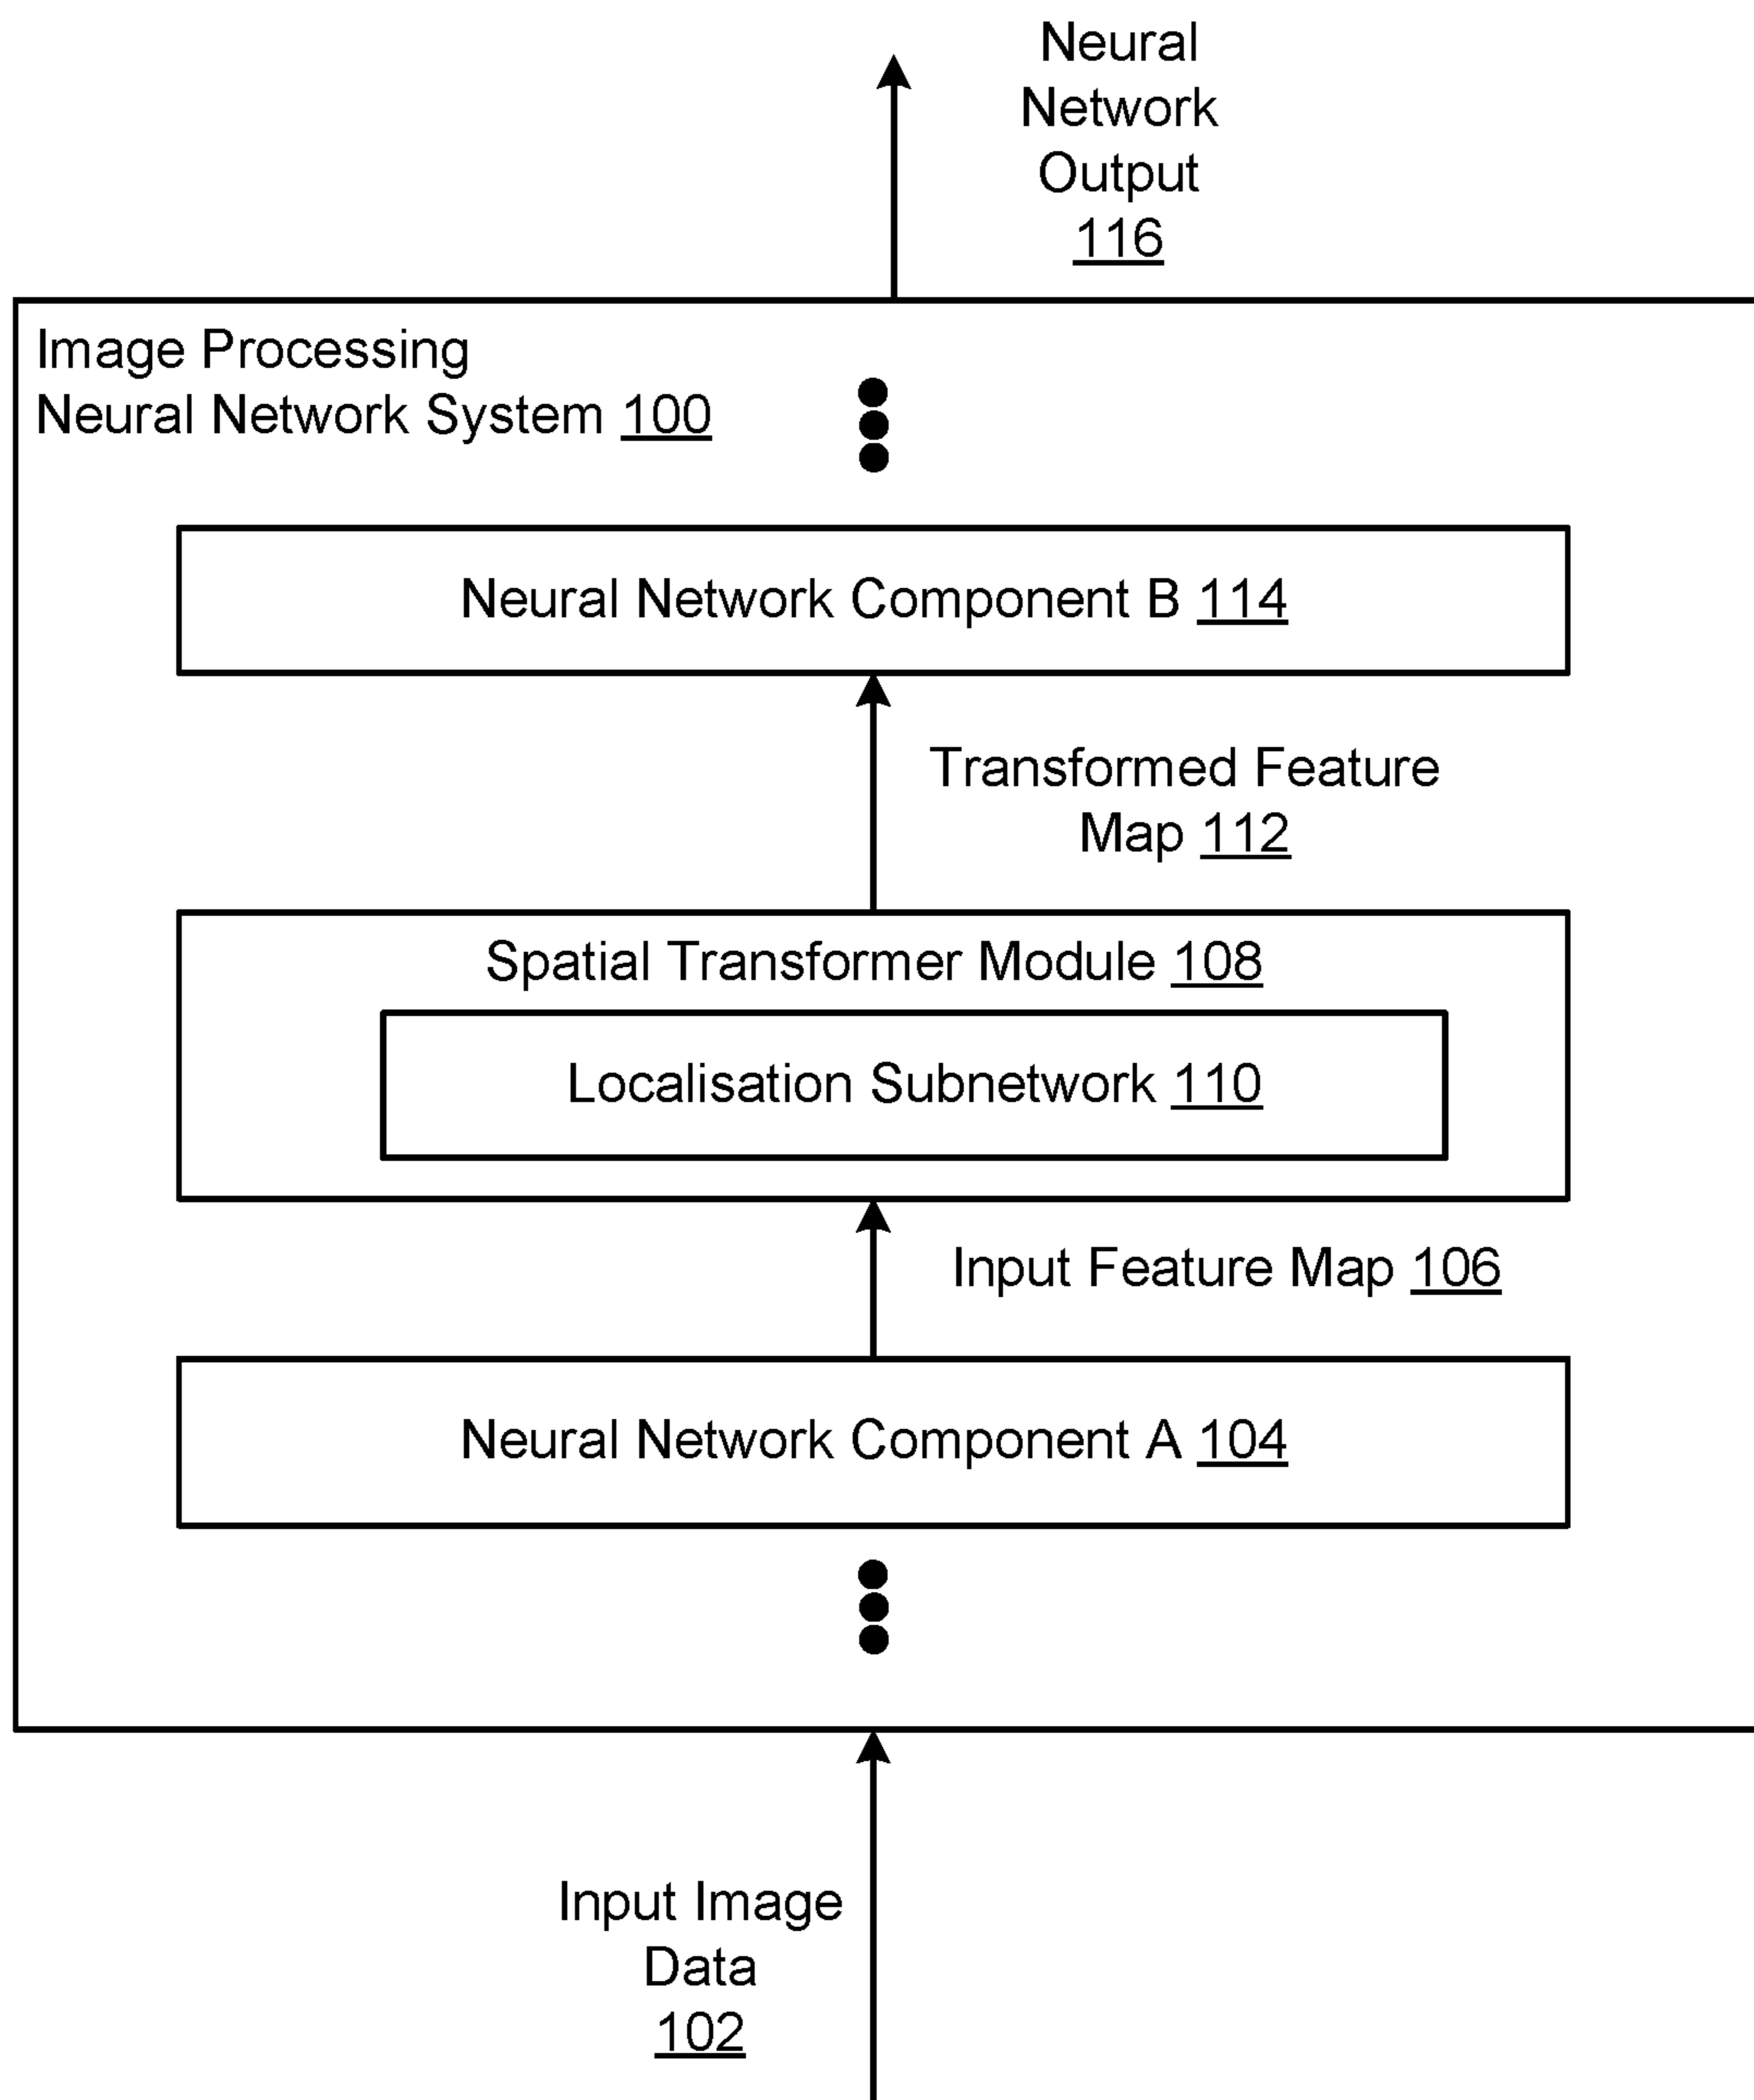 Neural
Network
Output
116
Image Processing
Neural Network System 100
Neural Network Component B 114
Transformed Feature
Map 112
Spatial Transformer Module 108
Localisation Subnetwork 110
Input Feature Map 106
Neural Network Component A 104
Input Image
Data
102